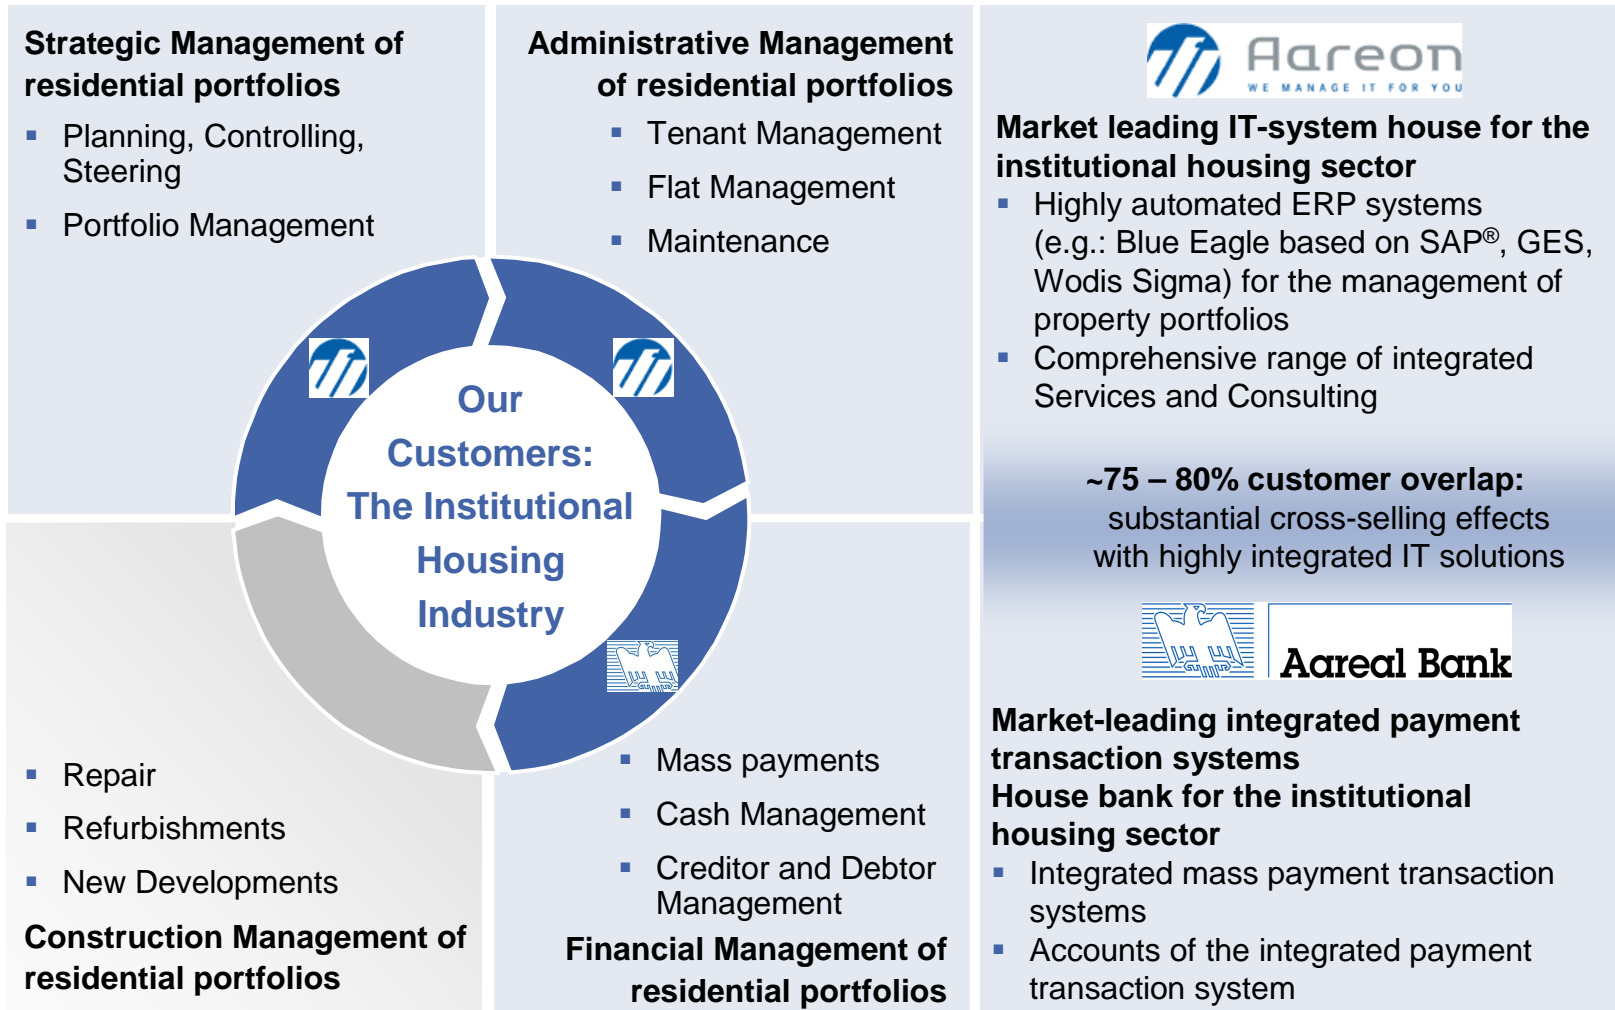 Strategic Management of
residential portfolios
Planning, Controlling,
Steering
Portfolio Management
Administrative Management
of residential portfolios
Tenant Management
Flat Management
Maintenance
Our
Customers:
The Institutional
Housing
Industry
Repair
Refurbishments
New Developments
Construction Management of
residential portfolios
Mass payments
Cash Management
Creditor and Debtor
Management
Financial Management of
residential portfolios
Aareon
WE MANAGE IT FOR YOU
Market leading IT-system house for the
institutional housing sector
Highly automated ERP systems
(e.g.: Blue Eagle based on SAP®, GES,
Wodis Sigma) for the management of
property portfolios
Comprehensive range of integrated
Services and Consulting
~75 – 80% customer overlap:
substantial cross-selling effects
with highly integrated IT solutions
Aareal Bank
Market-leading integrated payment
transaction systems
House bank for the institutional
housing sector
Integrated mass payment transaction
systems
Accounts of the integrated payment
transaction system